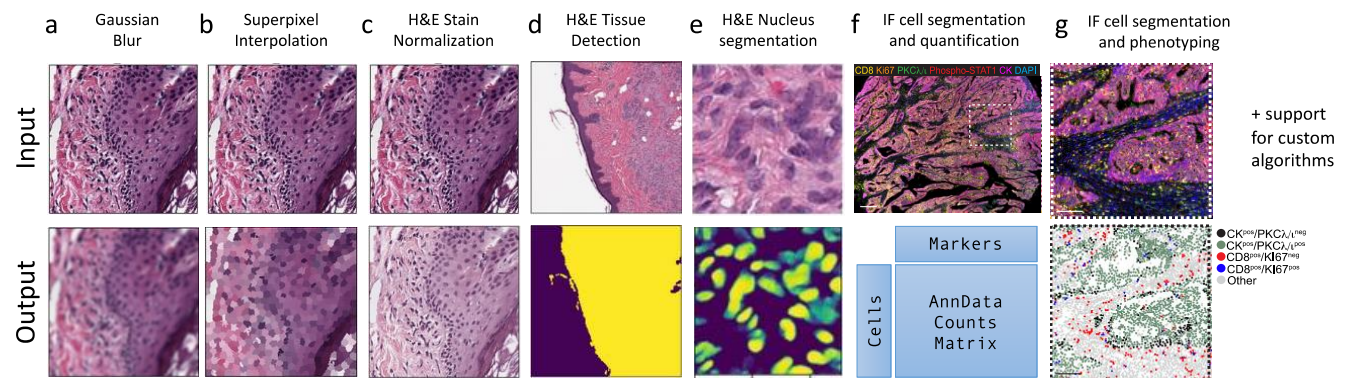 a
Gaussian
Blur
b
Superpixel
Interpolation
c
H&E Stain
Normalization
d
H&E Tissue
Detection
e
H&E Nucleus
segmentation
f
IF cell segmentation
and quantification
g
IF cell segmentation
and phenotyping
Input
CD8 Ki67 PKCλ/ι Phospho-STAT1 CK DAPI
+ support
for custom
algorithms
Output
Markers
Cells
AnnData
Counts
Matrix
CKpos/PKCλ/ιneg
CKpos/PKCλ/ιpos
CD8pos/KI67neg
CD8pos/KI67pos
Other